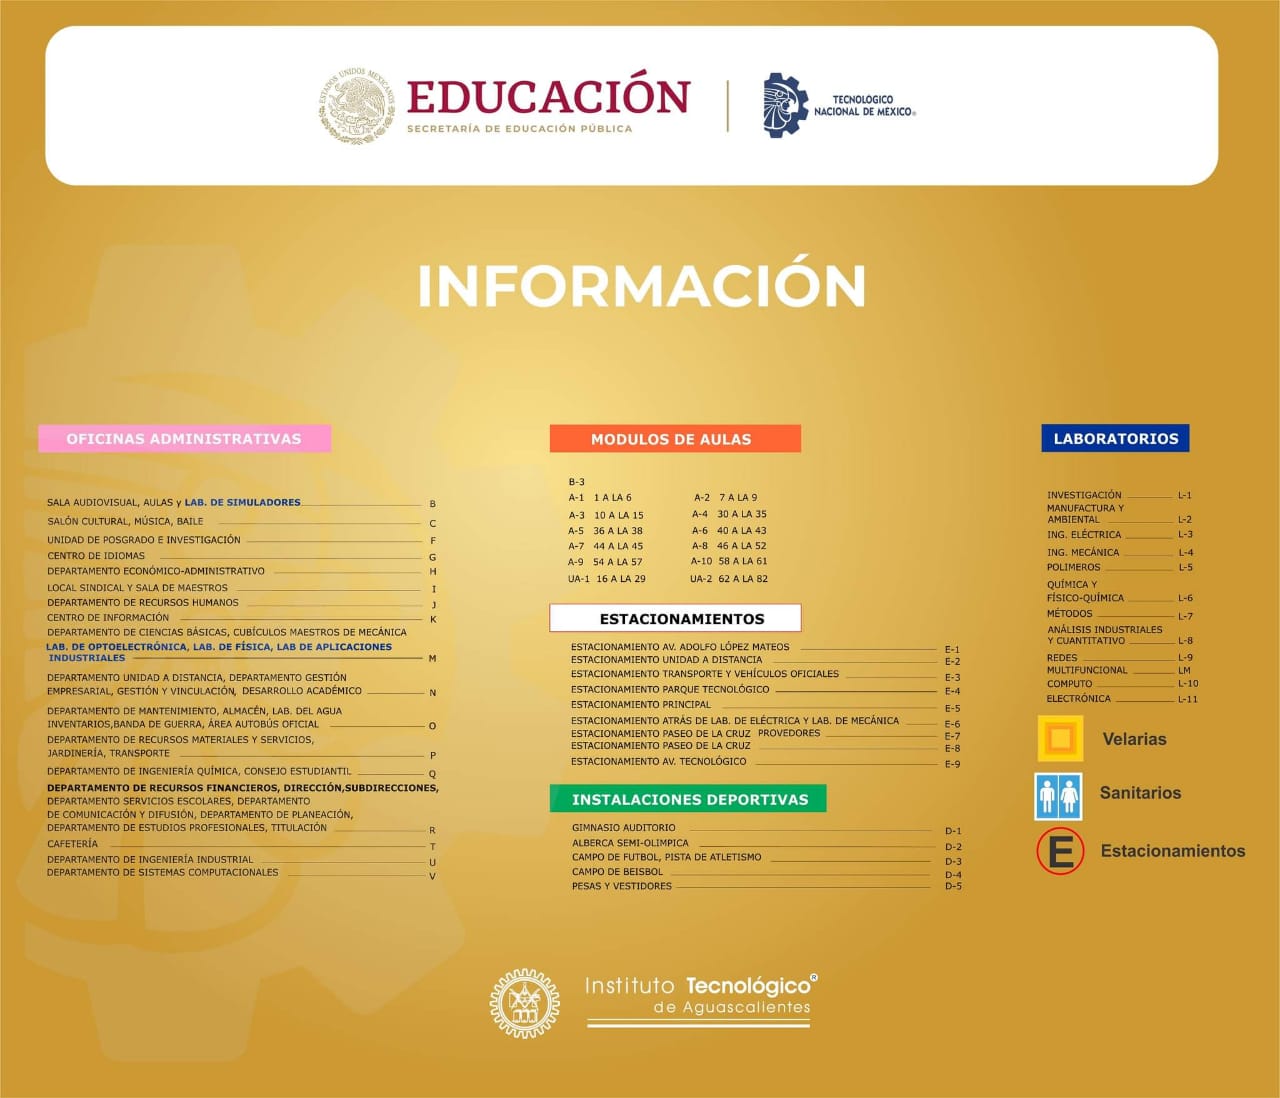 ESTADOS UNIDOS MEXICANOS
EDUCACIÓN
SECRETARÍA DE EDUCACIÓN PÚBLICA
TECNOLÓGICO
NACIONAL DE MÉXICO®
INFORMACIÓN
OFICINAS ADMINISTRATIVAS
SALA AUDIOVISUAL, AULAS y LAB. DE SIMULADORES B
SALÓN CULTURAL, MÚSICA, BAILE C
UNIDAD DE POSGRADO E INVESTIGACIÓN F
CENTRO DE IDIOMAS G
DEPARTAMENTO ECONÓMICO-ADMINISTRATIVO H
LOCAL SINDICAL Y SALA DE MAESTROS I
DEPARTAMENTO DE RECURSOS HUMANOS J
CENTRO DE INFORMACIÓN K
DEPARTAMENTO DE CIENCIAS BÁSICAS, CUBÍCULOS MAESTROS DE MECÁNICA
LAB. DE OPTOELECTRÓNICA, LAB. DE FÍSICA, LAB DE APLICACIONES
INDUSTRIALES M
DEPARTAMENTO UNIDAD A DISTANCIA, DEPARTAMENTO GESTIÓN
EMPRESARIAL, GESTIÓN Y VINCULACIÓN, DESARROLLO ACADÉMICO N
DEPARTAMENTO DE MANTENIMIENTO, ALMACÉN, LAB. DEL AGUA
INVENTARIOS,BANDA DE GUERRA, ÁREA AUTOBÚS OFICIAL O
DEPARTAMENTO DE RECURSOS MATERIALES Y SERVICIOS,
JARDINERÍA, TRANSPORTE P
DEPARTAMENTO DE INGENIERÍA QUÍMICA, CONSEJO ESTUDIANTIL Q
DEPARTAMENTO DE RECURSOS FINANCIEROS, DIRECCIÓN,SUBDIRECCIONES,
DEPARTAMENTO SERVICIOS ESCOLARES, DEPARTAMENTO
DE COMUNICACIÓN Y DIFUSIÓN, DEPARTAMENTO DE PLANEACIÓN,
DEPARTAMENTO DE ESTUDIOS PROFESIONALES, TITULACIÓN R
CAFETERÍA T
DEPARTAMENTO DE INGENIERÍA INDUSTRIAL U
DEPARTAMENTO DE SISTEMAS COMPUTACIONALES V
MODULOS DE AULAS
B-3
A-1 1 A LA 6 A-2 7 A LA 9
A-3 10 A LA 15 A-4 30 A LA 35
A-5 36 A LA 38 A-6 40 A LA 43
A-7 44 A LA 45 A-8 46 A LA 52
A-9 54 A LA 57 A-10 58 A LA 61
UA-1 16 A LA 29 UA-2 62 A LA 82
ESTACIONAMIENTOS
ESTACIONAMIENTO AV. ADOLFO LÓPEZ MATEOS E-1
ESTACIONAMIENTO UNIDAD A DISTANCIA E-2
ESTACIONAMIENTO TRANSPORTE Y VEHÍCULOS OFICIALES E-3
ESTACIONAMIENTO PARQUE TECNOLÓGICO E-4
ESTACIONAMIENTO PRINCIPAL E-5
ESTACIONAMIENTO ATRÁS DE LAB. DE ELÉCTRICA Y LAB. DE MECÁNICA E-6
ESTACIONAMIENTO PASEO DE LA CRUZ PROVEDORES E-7
ESTACIONAMIENTO PASEO DE LA CRUZ E-8
ESTACIONAMIENTO AV. TECNOLÓGICO E-9
INSTALACIONES DEPORTIVAS
GIMNASIO AUDITORIO D-1
ALBERCA SEMI-OLIMPICA D-2
CAMPO DE FUTBOL, PISTA DE ATLETISMO D-3
CAMPO DE BEISBOL D-4
PESAS Y VESTIDORES D-5
LABORATORIOS
INVESTIGACIÓN L-1
MANUFACTURA Y
AMBIENTAL L-2
ING. ELÉCTRICA L-3
ING. MECÁNICA L-4
POLIMEROS L-5
QUÍMICA Y
FÍSICO-QUÍMICA L-6
MÉTODOS L-7
ANÁLISIS INDUSTRIALES
Y CUANTITATIVO L-8
REDES L-9
MULTIFUNCIONAL LM
COMPUTO L-10
ELECTRÓNICA L-11
Velarias
Sanitarios
E Estacionamientos
Instituto Tecnológico®
de Aguascalientes